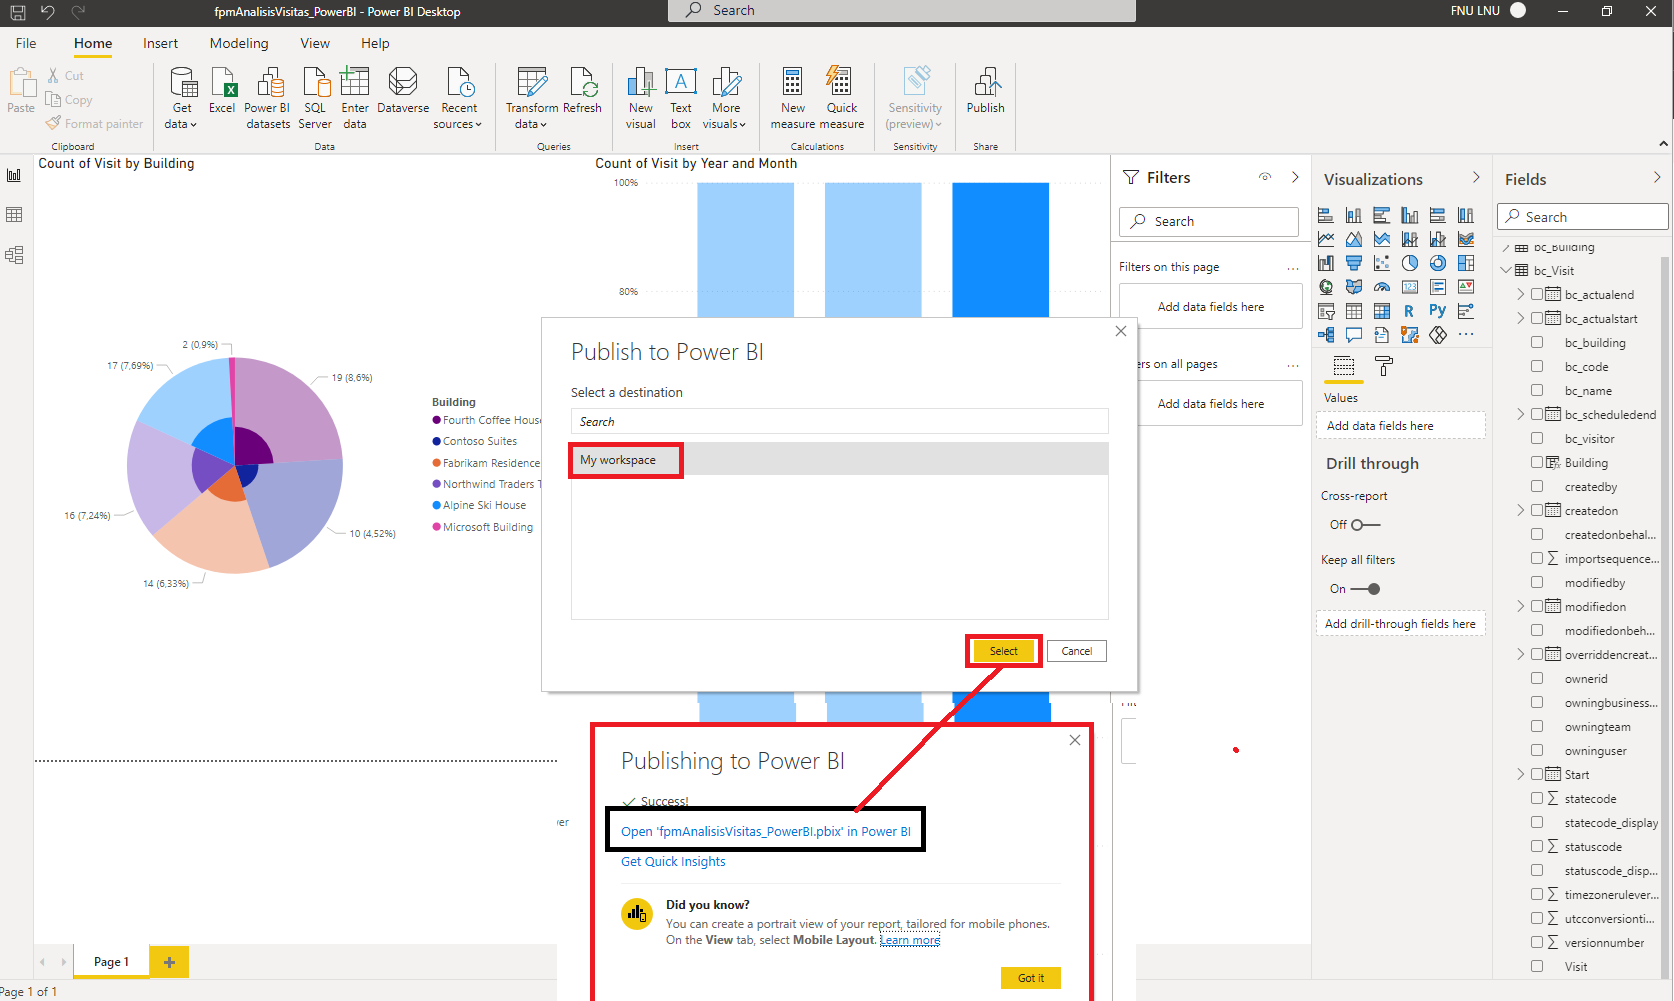 fpmAnalisisVisitas_PowerBI - Power BI Desktop
Search
FNU LNU
File
Home
Insert
Modeling
View
Help
Paste
Cut
Copy
Format painter
Clipboard
Get data
Excel
Power BI datasets
SQL Server
Enter data
Dataverse
Recent sources
Data
Transform data
Refresh
Queries
New visual
Text box
More visuals
Insert
New measure
Quick measure
Calculations
Sensitivity (preview)
Sensitivity
Publish
Share
Count of Visit by Building
2 (0,9%)
17 (7,69%)
19 (8,6%)
16 (7,24%)
10 (4,52%)
14 (6,33%)
Building
Fourth Coffee House
Contoso Suites
Fabrikam Residence
Northwind Traders T
Alpine Ski House
Microsoft Building
Count of Visit by Year and Month
100%
80%
Publish to Power BI
Select a destination
Search
My workspace
Select
Cancel
Publishing to Power BI
Success!
Open 'fpmAnalisisVisitas_PowerBI.pbix' in Power BI
Get Quick Insights
Did you know?
You can create a portrait view of your report, tailored for mobile phones.
On the View tab, select Mobile Layout. Learn more
Got it
ver
Filters
Search
Filters on this page
...
Add data fields here
ers on all pages
...
Add data fields here
Visualizations
R
Py
...
Values
Add data fields here
Drill through
Cross-report
Off
Keep all filters
On
Add drill-through fields here
Fields
Search
bc_Building
bc_Visit
bc_actualend
bc_actualstart
bc_building
bc_code
bc_name
bc_scheduledend
bc_visitor
Building
createdby
createdon
createdonbehal...
importsequence...
modifiedby
modifiedon
modifiedonbeh...
overriddencreat...
ownerid
owningbusiness...
owningteam
owninguser
Start
statecode
statecode_display
statuscode
statuscode_disp...
timezonerulever...
utcconversionti...
versionnumber
Visit
Page 1
Page 1 of 1